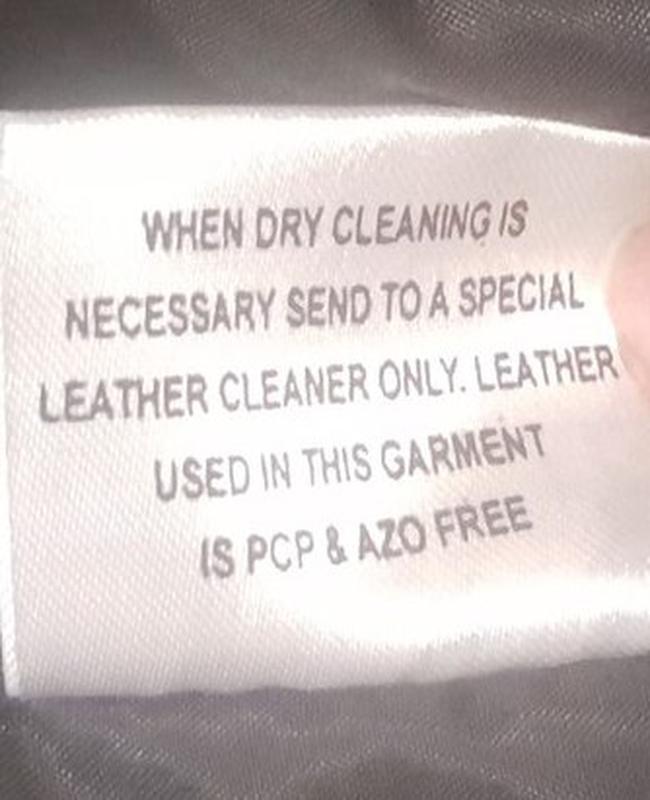 WHEN DRY CLEANING IS
NECESSARY SEND TO A SPECIAL
LEATHER CLEANER ONLY. LEATHER
USED IN THIS GARMENT
IS PCP & AZO FREE